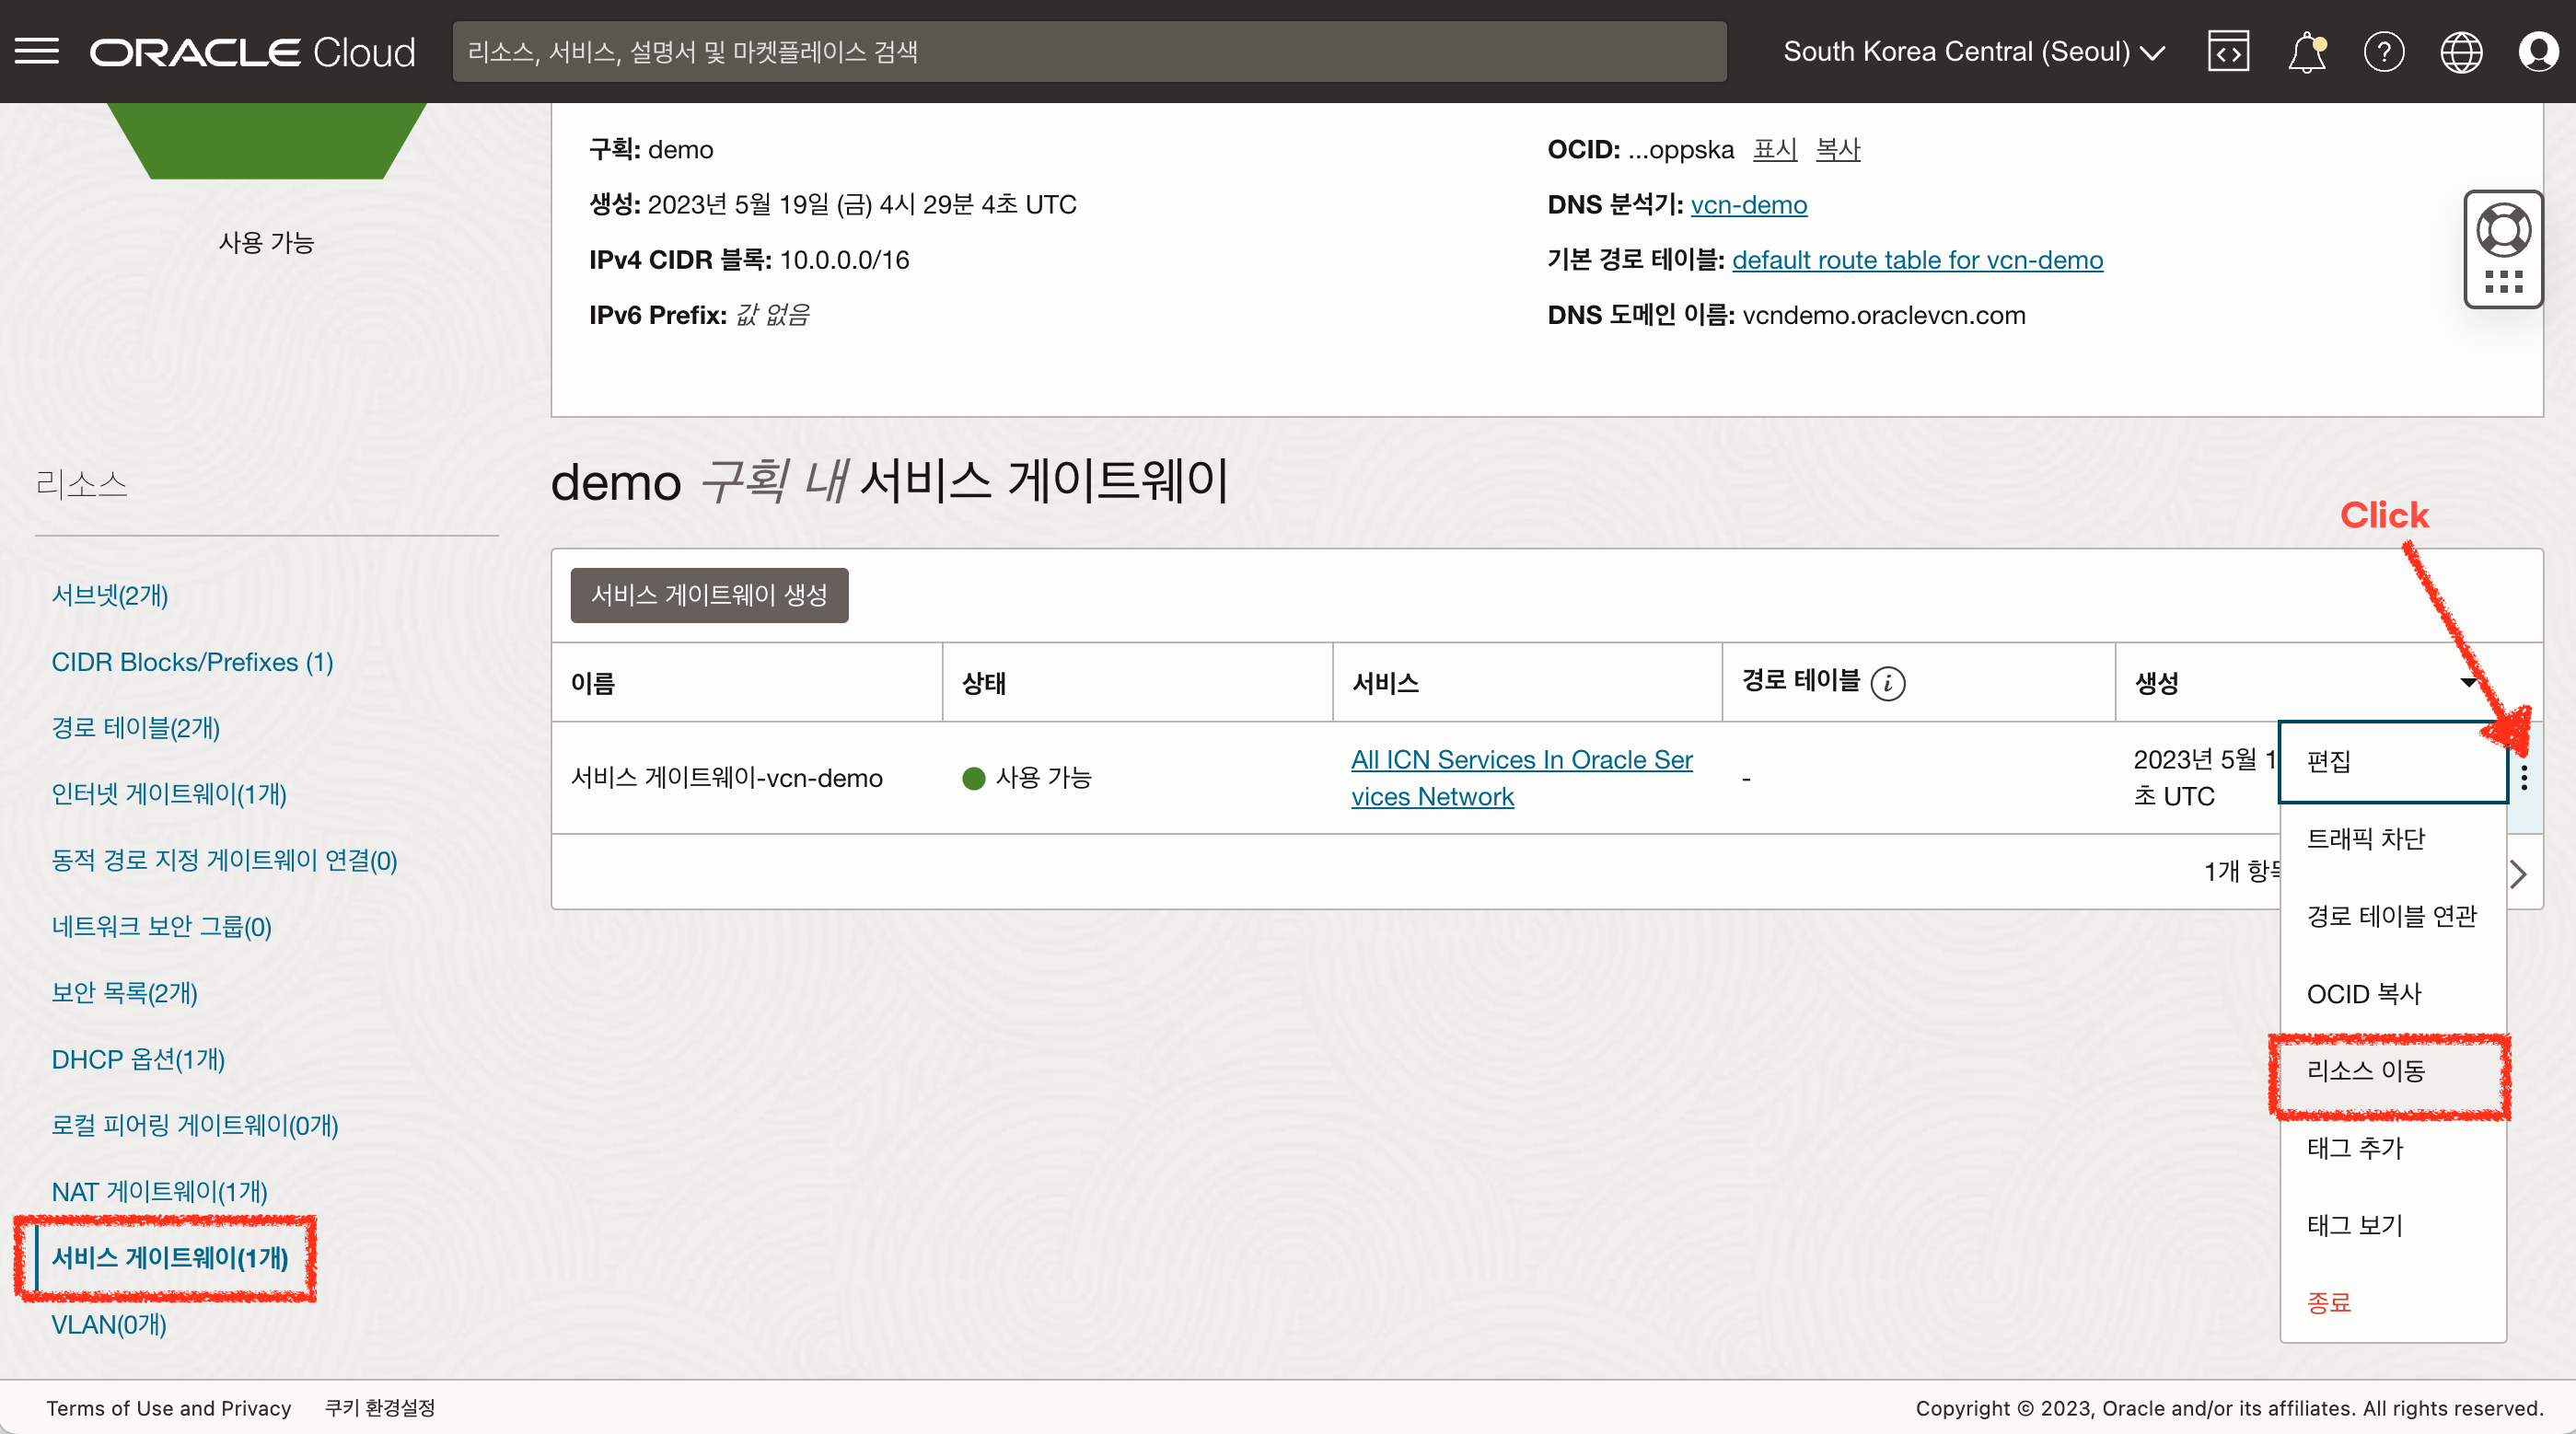 ORACLE Cloud
리소스, 서비스, 설명서 및 마켓플레이스 검색
South Korea Central (Seoul)
사용 가능
구획: demo
생성: 2023년 5월 19일 (금) 4시 29분 4초 UTC
IPv4 CIDR 블록: 10.0.0.0/16
IPv6 Prefix: 값 없음
OCID: ...oppska 표시 복사
DNS 분석기: vcn-demo
기본 경로 테이블: default route table for vcn-demo
DNS 도메인 이름: vcndemo.oraclevcn.com
리소스
서브넷(2개)
CIDR Blocks/Prefixes (1)
경로 테이블(2개)
인터넷 게이트웨이(1개)
동적 경로 지정 게이트웨이 연결(0)
네트워크 보안 그룹(0)
보안 목록(2개)
DHCP 옵션(1개)
로컬 피어링 게이트웨이(0개)
NAT 게이트웨이(1개)
서비스 게이트웨이(1개)
VLAN(0개)
demo 구획 내 서비스 게이트웨이
Click
서비스 게이트웨이 생성
이름 상태 서비스 경로 테이블 i 생성
서비스 게이트웨이-vcn-demo
사용 가능
All ICN Services In Oracle Ser
vices Network
-
2023년 5월 1
초 UTC
1개 항목
편집
트래픽 차단
경로 테이블 연관
OCID 복사
리소스 이동
태그 추가
태그 보기
종료
Terms of Use and Privacy 쿠키 환경설정
Copyright © 2023, Oracle and/or its affiliates. All rights reserved.